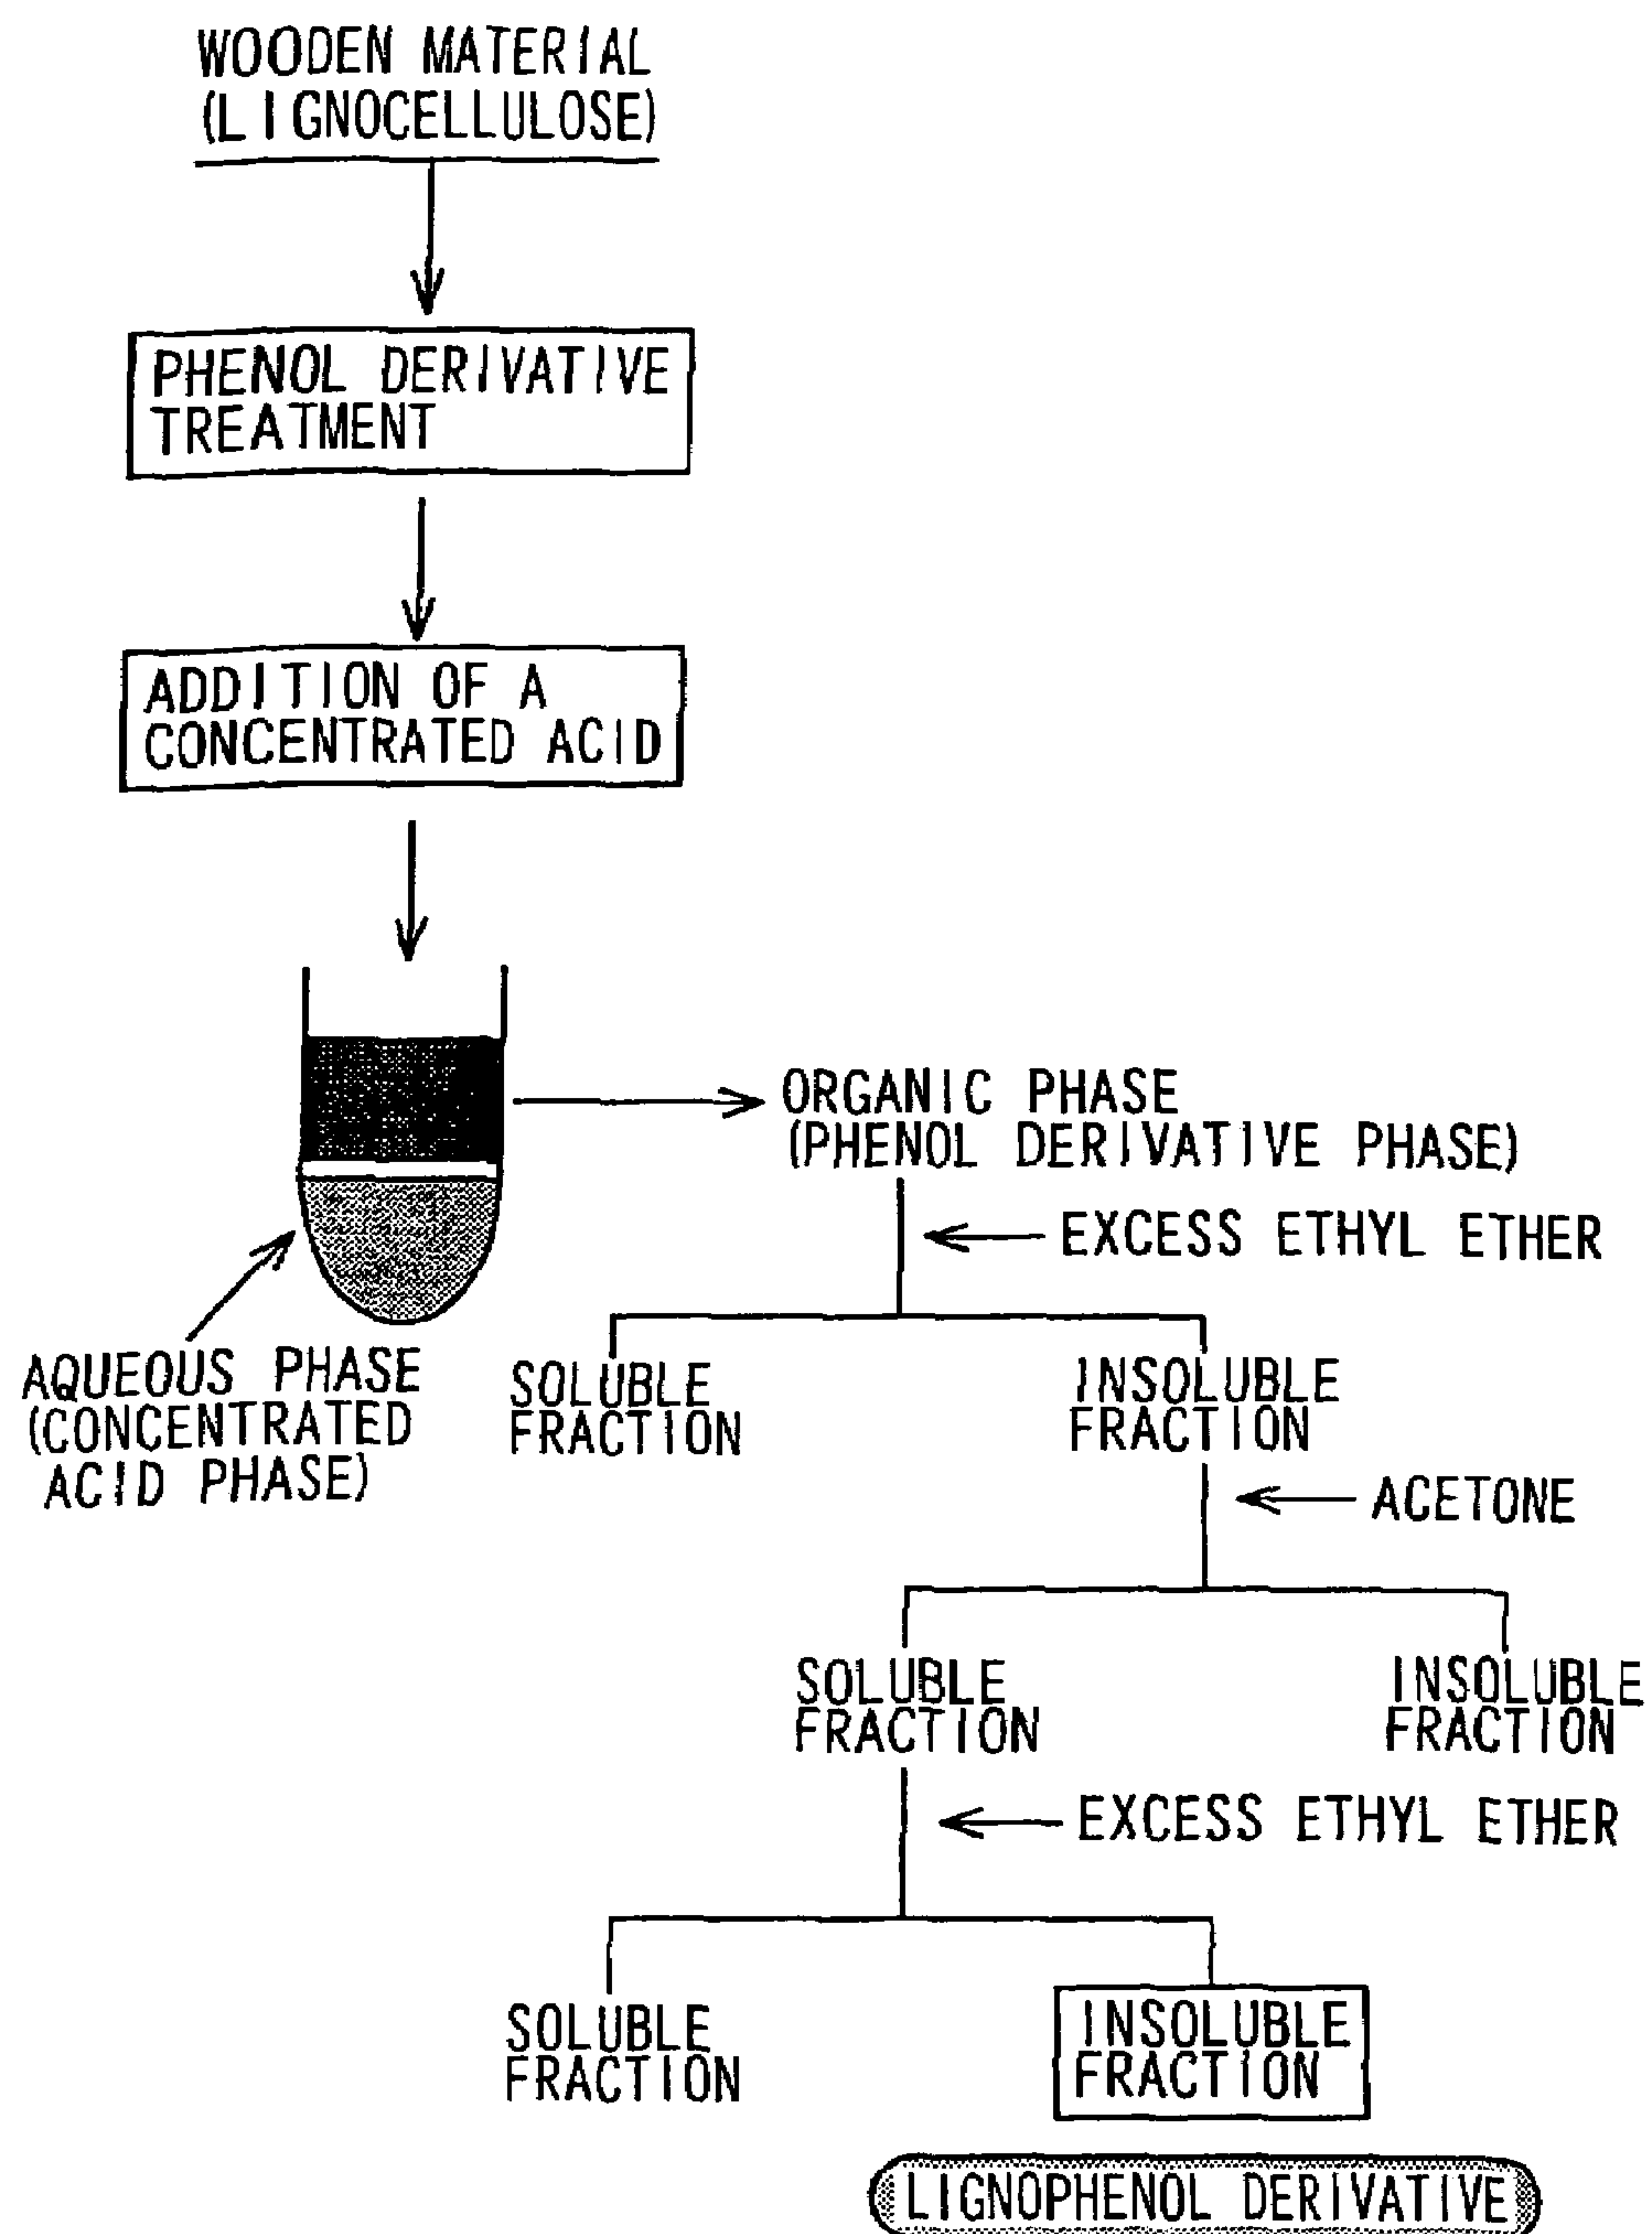 WOODEN MATERIAL
(LIGNOCELLULOSE)
PHENOL DERIVATIVE
TREATMENT
ADDITION OF A
CONCENTRATED ACID
ORGANIC PHASE
(PHENOL DERIVATIVE PHASE)
EXCESS ETHYL ETHER
AQUEOUS PHASE
(CONCENTRATED
ACID PHASE)
SOLUBLE
FRACTION
INSOLUBLE
FRACTION
ACETONE
SOLUBLE
FRACTION
INSOLUBLE
FRACTION
EXCESS ETHYL ETHER
SOLUBLE
FRACTION
INSOLUBLE
FRACTION
LIGNOPHENOL DERIVATIVE